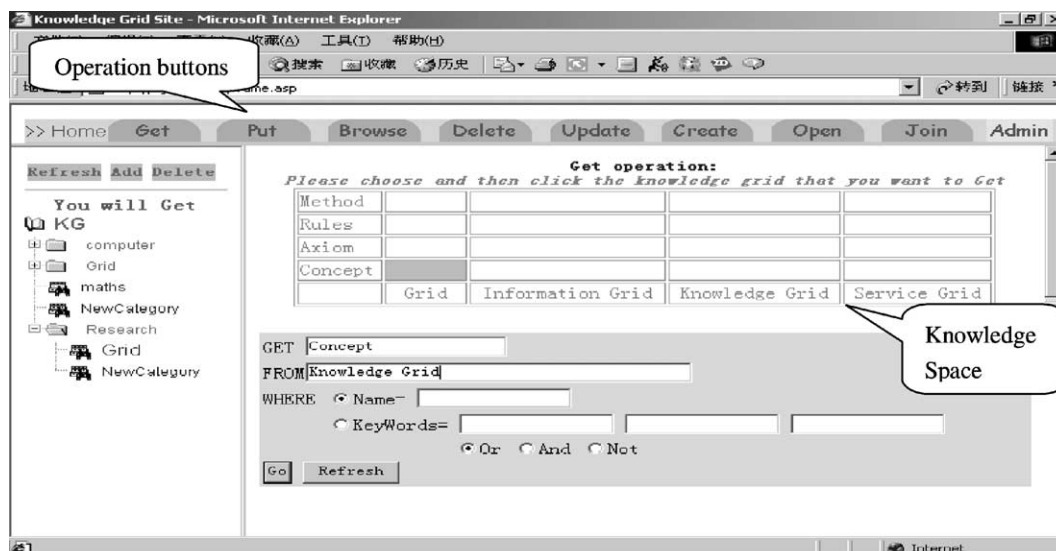 Knowledge Grid Site - Microsoft Internet Explorer
收藏(A) 工具(T) 帮助(H)
Operation buttons
搜索 收藏 历史
me.asp 转到 链接
>> Home Get Put Browse Delete Update Create Open Join Admin
Refresh Add Delete
You will Get
KG
computer
Grid
maths
NewCategory
Research
Grid
NewCategory
Get operation:
Please choose and then click the knowledge grid that you want to Get
Method
Rules
Axiom
Concept
Grid Information Grid Knowledge Grid Service Grid
Knowledge
Space
GET Concept
FROM Knowledge Grid
WHERE Name=
KeyWords=
Or And Not
Go Refresh
Internet